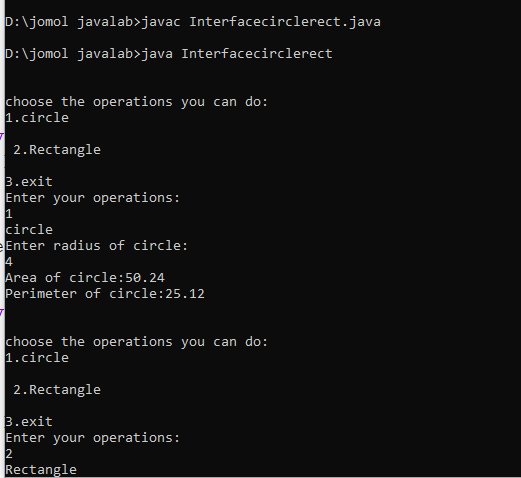 D:\jomol javalab>javac Interfacecirclerect.java
D:\jomol javalab>java Interfacecirclerect
choose the operations you can do:
1.circle
2.Rectangle
3.exit
Enter your operations:
1
circle
Enter radius of circle:
4
Area of circle:50.24
Perimeter of circle:25.12
choose the operations you can do:
1.circle
2.Rectangle
3.exit
Enter your operations:
2
Rectangle